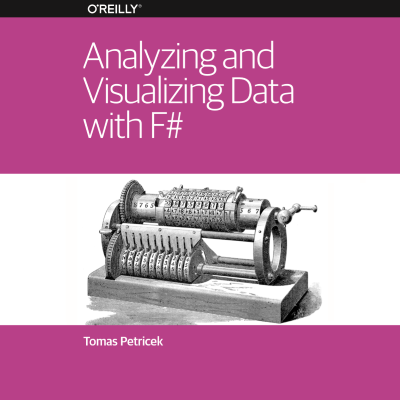 O'REILLY®
Analyzing and
Visualizing Data
with F#
Tomas Petricek